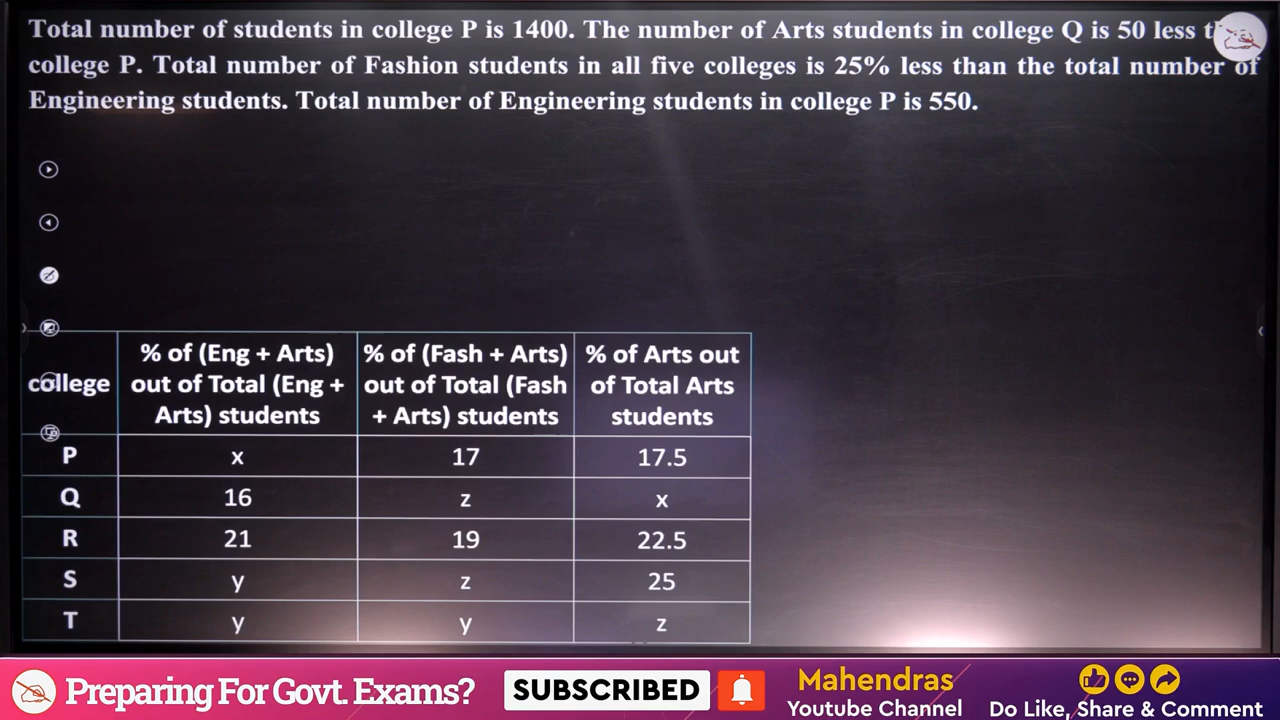 Total number of students in college P is 1400. The number of Arts students in college Q is 50 less
college P. Total number of Fashion students in all five colleges is 25% less than the total number of
Engineering students. Total number of Engineering students in college P is 550.
college
% of (Eng + Arts)
out of Total (Eng +
Arts) students
% of (Fash + Arts)
out of Total (Fash
+ Arts) students
% of Arts out
of Total Arts
students
P x 17 17.5
Q 16 z x
R 21 19 22.5
S y z 25
T y y z
Preparing For Govt. Exams?
SUBSCRIBED
Mahendras
Youtube Channel
Do Like, Share & Comment